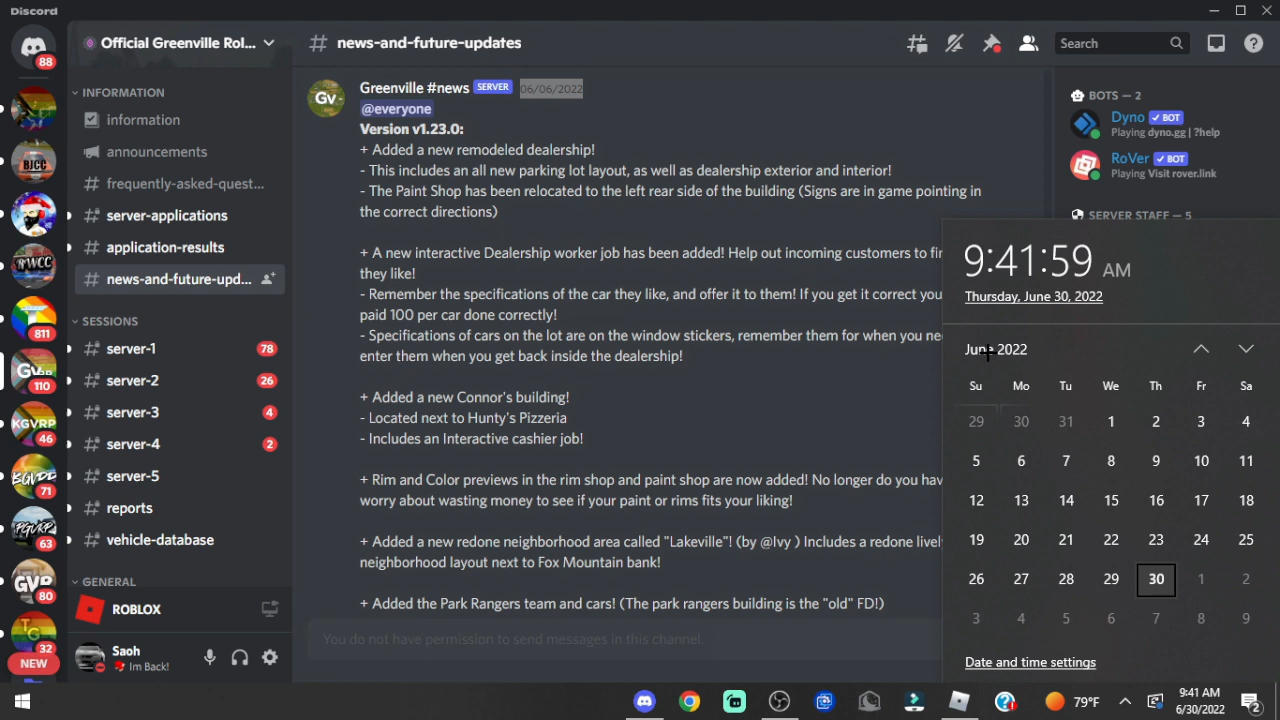 Discord
88
BJCC
RWCC
811
GV
110
KGVRP
46
BGVDP
71
PGVRP
63
GVR
80
TG
32
NEW
Official Greenville Rol...
INFORMATION
information
announcements
frequently-asked-quest...
server-applications
application-results
news-and-future-upd...
SESSIONS
server-1
78
server-2
26
server-3
4
server-4
2
server-5
reports
vehicle-database
GENERAL
ROBLOX
Saoh
Im Back!
# news-and-future-updates
Search
Gv
Greenville #news SERVER 06/06/2022
@everyone
Version v1.23.0:
+ Added a new remodeled dealership!
- This includes an all new parking lot layout, as well as dealership exterior and interior!
- The Paint Shop has been relocated to the left rear side of the building (Signs are in game pointing in
the correct directions)
+ A new interactive Dealership worker job has been added! Help out incoming customers to fir
they like!
- Remember the specifications of the car they like, and offer it to them! If you get it correct you
paid 100 per car done correctly!
- Specifications of cars on the lot are on the window stickers, remember them for when you nee
enter them when you get back inside the dealership!
+ Added a new Connor's building!
- Located next to Hunty's Pizzeria
- Includes an Interactive cashier job!
+ Rim and Color previews in the rim shop and paint shop are now added! No longer do you hav
worry about wasting money to see if your paint or rims fits your liking!
+ Added a new redone neighborhood area called "Lakeville"! (by @Ivy ) Includes a redone livel
neighborhood layout next to Fox Mountain bank!
+ Added the Park Rangers team and cars! (The park rangers building is the "old" FD!)
You do not have permission to send messages in this channel.
BOTS — 2
Dyno BOT
Playing dyno.gg | ?help
RoVer BOT
Playing Visit rover.link
SERVER STAFF — 5
9:41:59 AM
Thursday, June 30, 2022
June 2022
Su Mo Tu We Th Fr Sa
29 30 31 1 2 3 4
5 6 7 8 9 10 11
12 13 14 15 16 17 18
19 20 21 22 23 24 25
26 27 28 29 30 1 2
3 4 5 6 7 8 9
Date and time settings
79°F
9:41 AM
6/30/2022
2